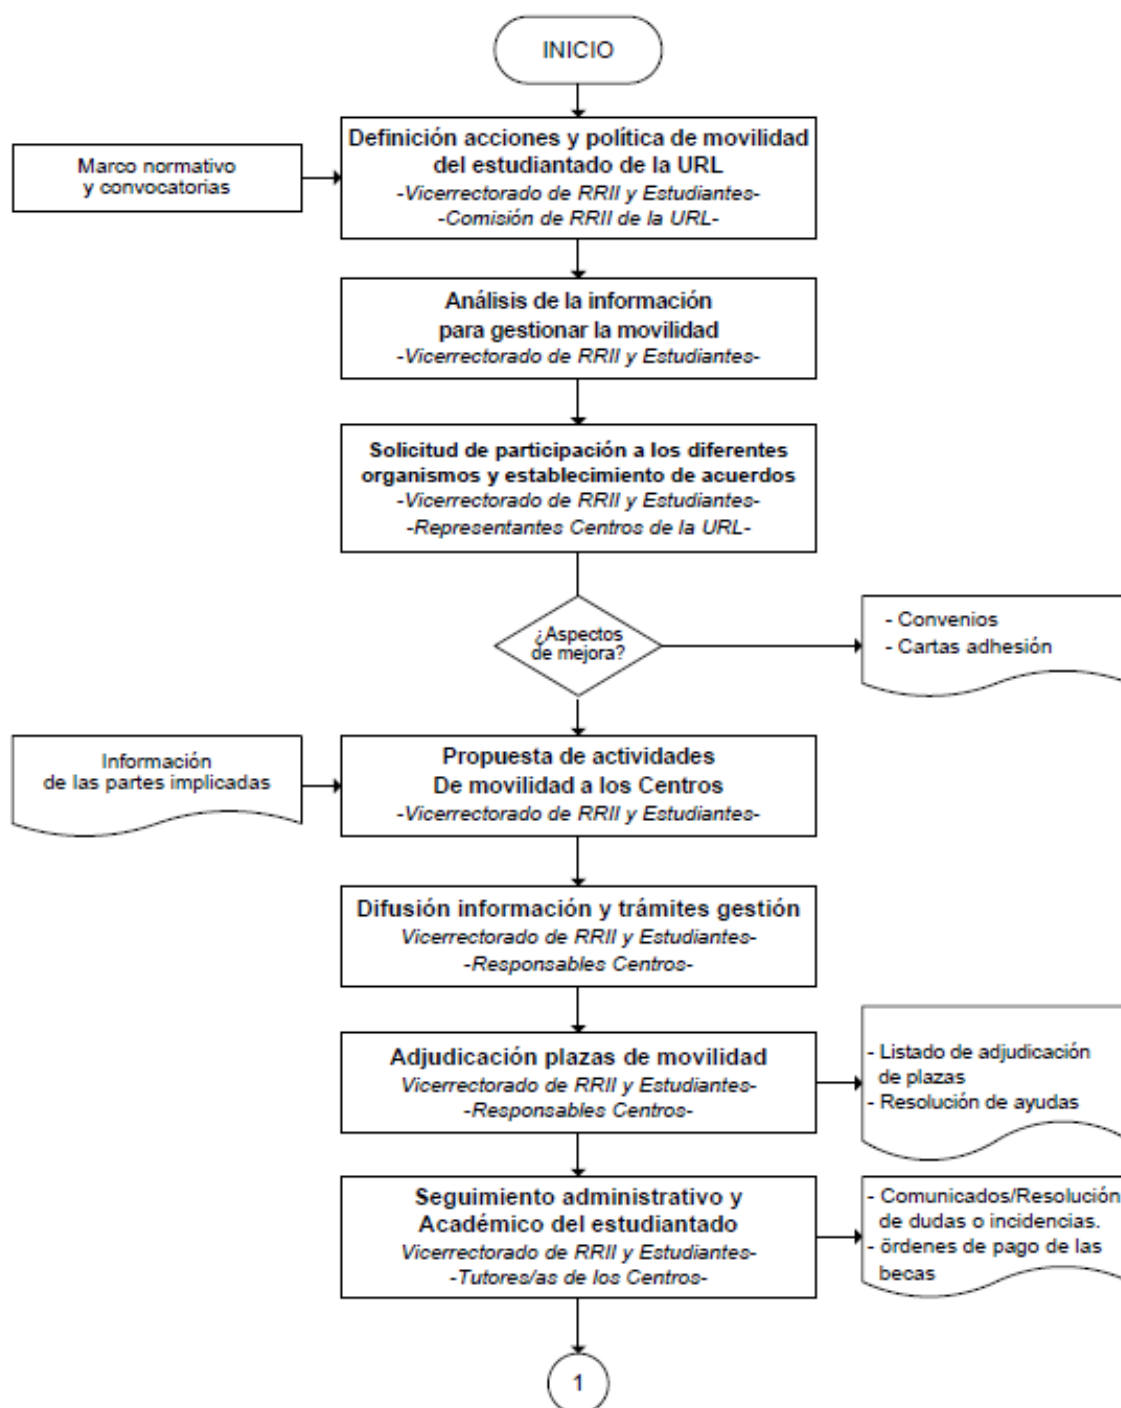 INICIO
Definición acciones y política de movilidad
del estudiantado de la URL
-Vicerrectorado de RRII y Estudiantes-
-Comisión de RRII de la URL-
Marco normativo
y convocatorias
Análisis de la información
para gestionar la movilidad
-Vicerrectorado de RRII y Estudiantes-
Solicitud de participación a los diferentes
organismos y establecimiento de acuerdos
-Vicerrectorado de RRII y Estudiantes-
-Representantes Centros de la URL-
¿Aspectos
de mejora?
- Convenios
- Cartas adhesión
Información
de las partes implicadas
Propuesta de actividades
De movilidad a los Centros
-Vicerrectorado de RRII y Estudiantes-
Difusión información y trámites gestión
Vicerrectorado de RRII y Estudiantes-
-Responsables Centros-
Adjudicación plazas de movilidad
Vicerrectorado de RRII y Estudiantes-
-Responsables Centros-
- Listado de adjudicación
de plazas
- Resolución de ayudas
Seguimiento administrativo y
Académico del estudiantado
Vicerrectorado de RRII y Estudiantes-
-Tutores/as de los Centros-
- Comunicados/Resolución
de dudas o incidencias.
- órdenes de pago de las
becas
1